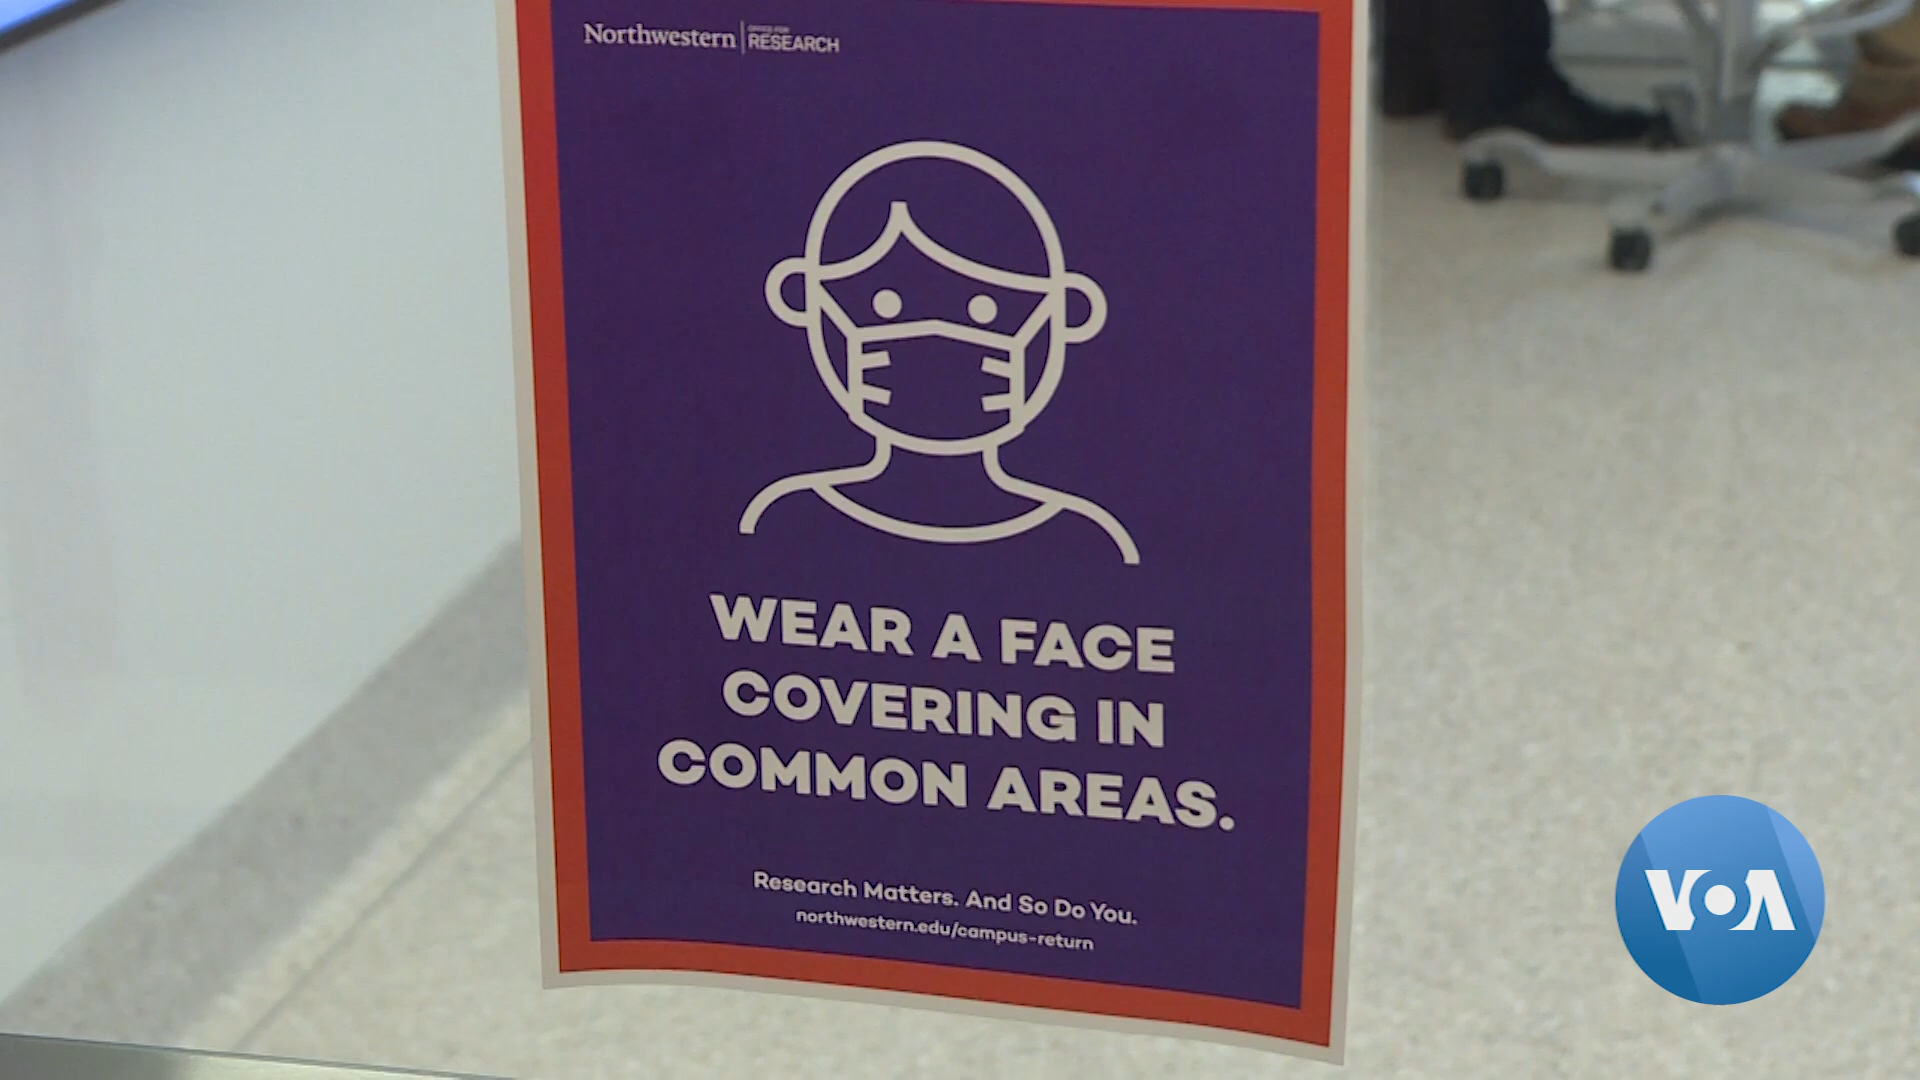 Northwestern | OFFICE FOR
RESEARCH
WEAR A FACE
COVERING IN
COMMON AREAS.
Research Matters. And So Do You.
northwestern.edu/campus-return
VOA